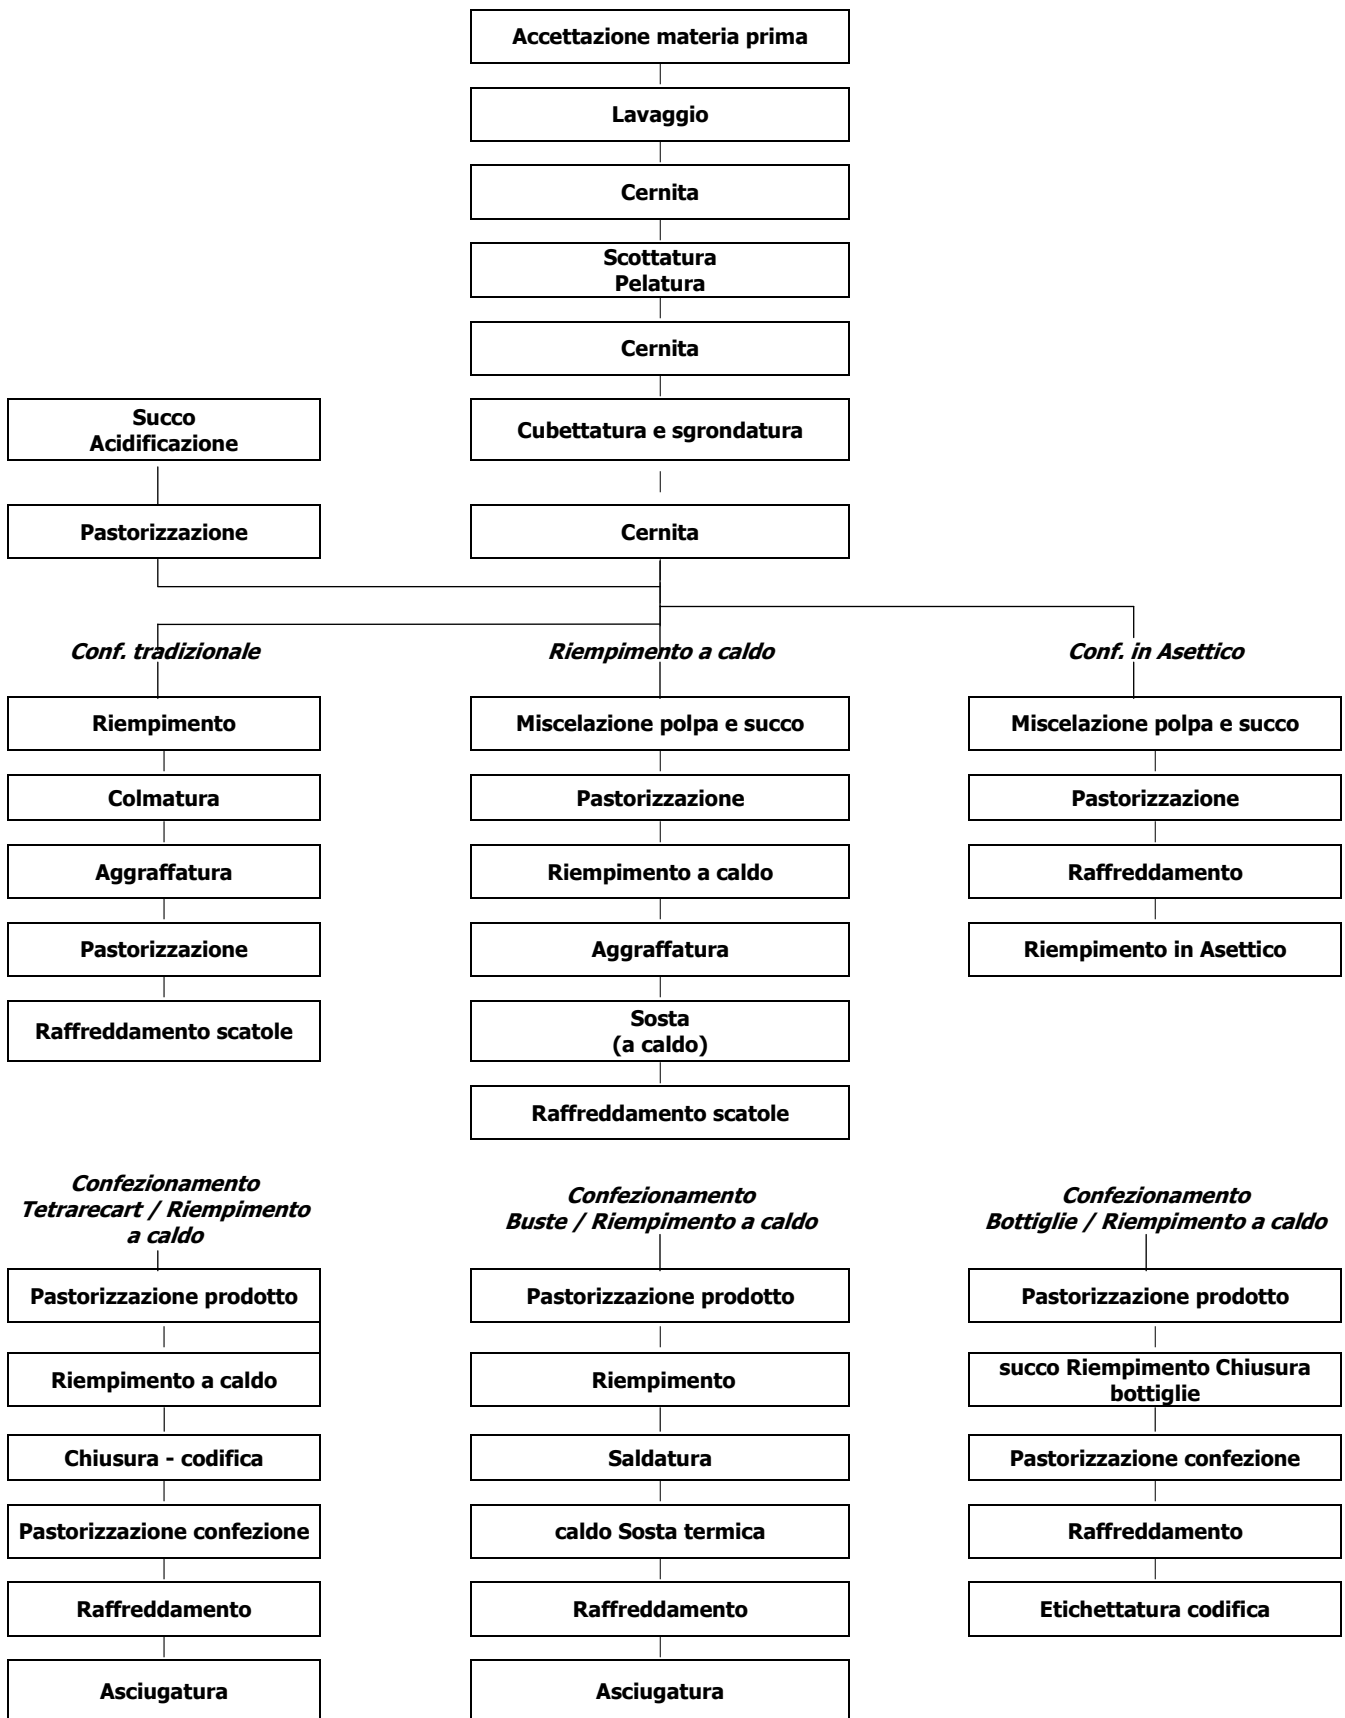 Accettazione materia prima
Lavaggio
Cernita
Scottatura
Pelatura
Cernita
Succo
Acidificazione
Cubettatura e sgrondatura
Pastorizzazione
Cernita
Conf. tradizionale
Riempimento a caldo
Conf. in Asettico
Riempimento
Miscelazione polpa e succo
Miscelazione polpa e succo
Colmatura
Pastorizzazione
Pastorizzazione
Aggraffatura
Riempimento a caldo
Raffreddamento
Pastorizzazione
Aggraffatura
Riempimento in Asettico
Raffreddamento scatole
Sosta
(a caldo)
Raffreddamento scatole
Confezionamento
Tetrarecart / Riempimento
a caldo
Confezionamento
Buste / Riempimento a caldo
Confezionamento
Bottiglie / Riempimento a caldo
Pastorizzazione prodotto
Pastorizzazione prodotto
Pastorizzazione prodotto
Riempimento a caldo
Riempimento
succo Riempimento Chiusura
bottiglie
Chiusura - codifica
Saldatura
Pastorizzazione confezione
Pastorizzazione confezione
caldo Sosta termica
Raffreddamento
Raffreddamento
Raffreddamento
Etichettatura codifica
Asciugatura
Asciugatura